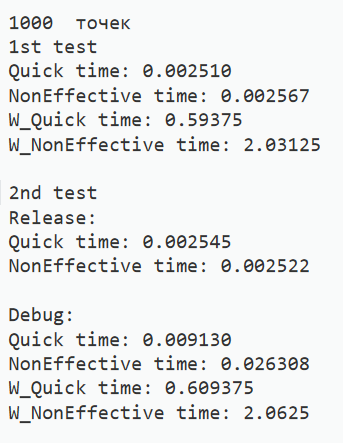 1000  точек
1st test
Quick time: 0.002510
NonEffective time: 0.002567
W_Quick time: 0.59375
W_NonEffective time: 2.03125

2nd test
Release:
Quick time: 0.002545
NonEffective time: 0.002522

Debug:
Quick time: 0.009130
NonEffective time: 0.026308
W_Quick time: 0.609375
W_NonEffective time: 2.0625